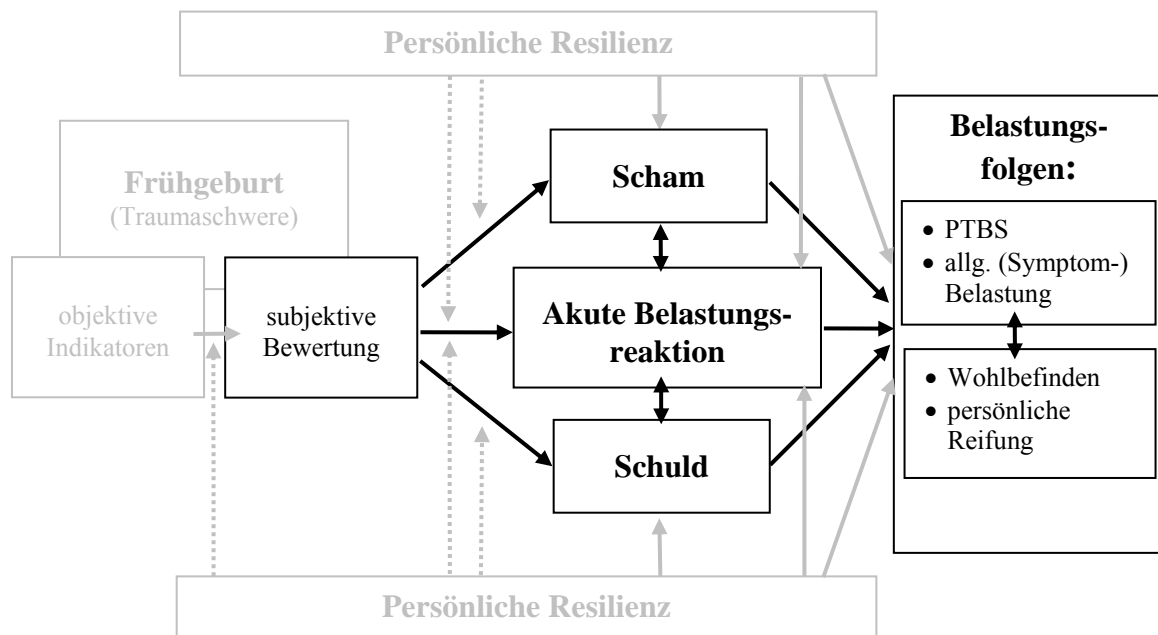 Persönliche Resilienz
Frühgeburt
(Traumaschwere)
objektive
Indikatoren
subjektive
Bewertung
Scham
Akute Belastungs-
reaktion
Schuld
Belastungs-
folgen:
• PTBS
• allg. (Symptom-)
Belastung
• Wohlbefinden
• persönliche
Reifung
Persönliche Resilienz